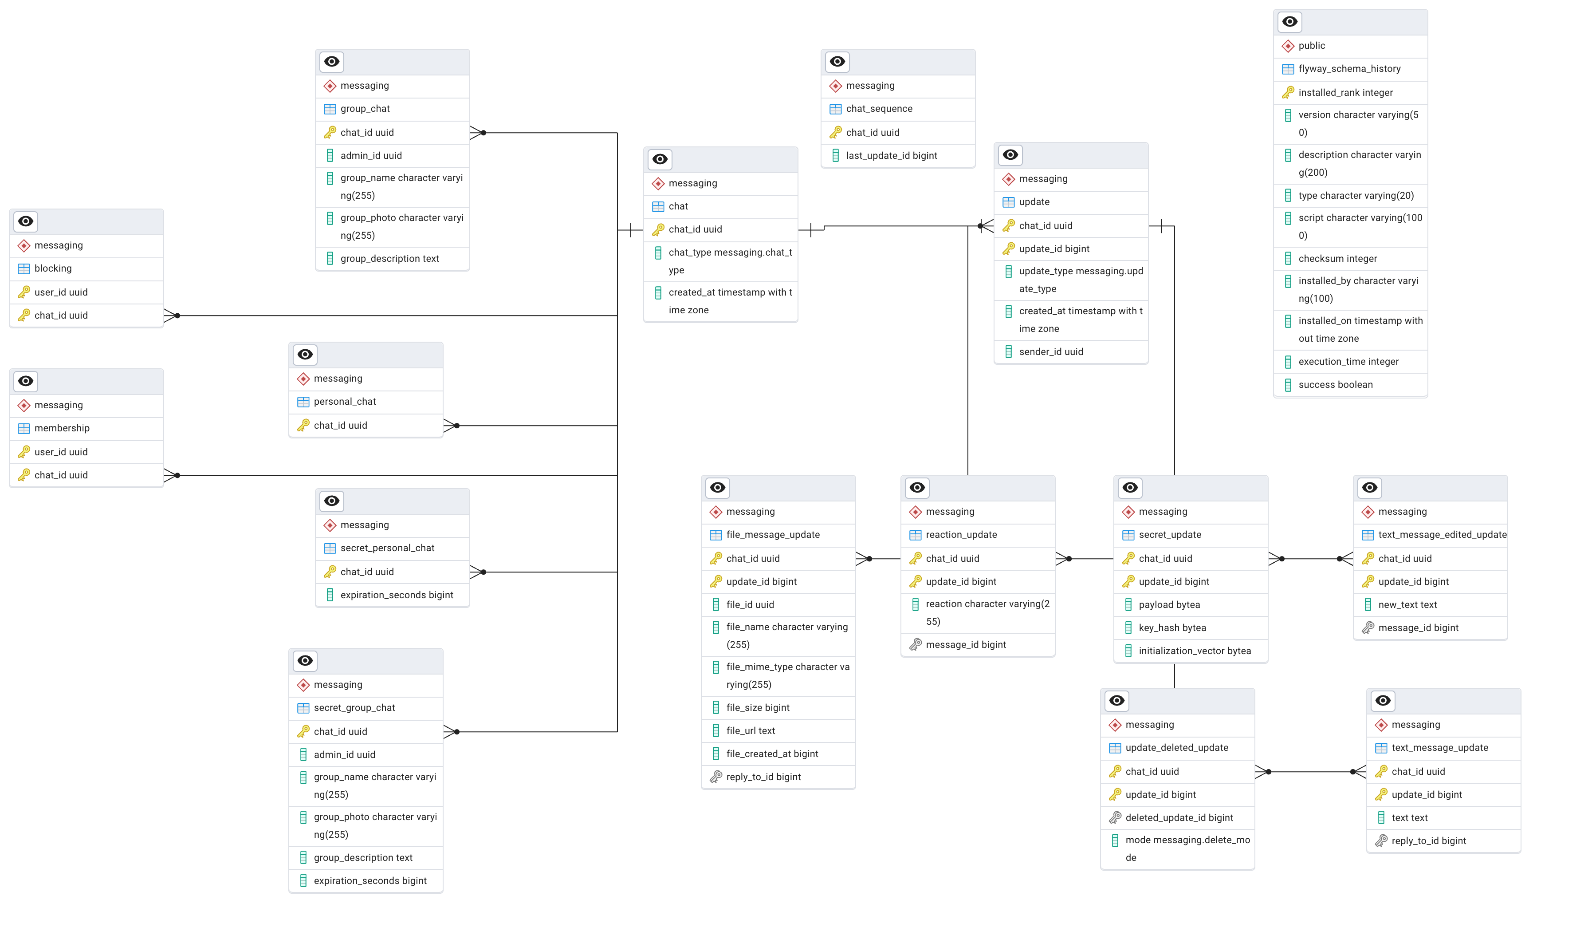 messaging
group_chat
chat_id uuid
admin_id uuid
group_name character varyi
ng(255)
group_photo character varyi
ng(255)
group_description text
messaging
blocking
user_id uuid
chat_id uuid
messaging
membership
user_id uuid
chat_id uuid
messaging
personal_chat
chat_id uuid
messaging
secret_personal_chat
chat_id uuid
expiration_seconds bigint
messaging
secret_group_chat
chat_id uuid
admin_id uuid
group_name character varyi
ng(255)
group_photo character varyi
ng(255)
group_description text
expiration_seconds bigint
messaging
chat
chat_id uuid
chat_type messaging.chat_t
ype
created_at timestamp with t
ime zone
messaging
chat_sequence
chat_id uuid
last_update_id bigint
messaging
update
chat_id uuid
update_id bigint
update_type messaging.upd
ate_type
created_at timestamp with t
ime zone
sender_id uuid
public
flyway_schema_history
installed_rank integer
version character varying(5
0)
description character varyin
g(200)
type character varying(20)
script character varying(100
0)
checksum integer
installed_by character varyi
ng(100)
installed_on timestamp with
out time zone
execution_time integer
success boolean
messaging
file_message_update
chat_id uuid
update_id bigint
file_id uuid
file_name character varying
(255)
file_mime_type character va
rying(255)
file_size bigint
file_url text
file_created_at bigint
reply_to_id bigint
messaging
reaction_update
chat_id uuid
update_id bigint
reaction character varying(2
55)
message_id bigint
messaging
secret_update
chat_id uuid
update_id bigint
payload bytea
key_hash bytea
initialization_vector bytea
messaging
text_message_edited_update
chat_id uuid
update_id bigint
new_text text
message_id bigint
messaging
update_deleted_update
chat_id uuid
update_id bigint
deleted_update_id bigint
mode messaging.delete_mo
de
messaging
text_message_update
chat_id uuid
update_id bigint
text text
reply_to_id bigint